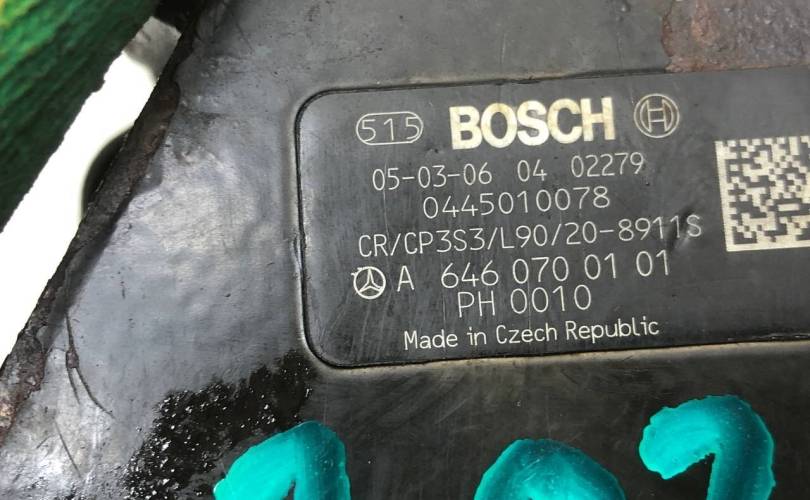 515 BOSCH
05-03-06 04 02279
0445010078
CR/CP3S3/L90/20-8911S
A 646 070 01 01
PH 0010
Made in Czech Republic